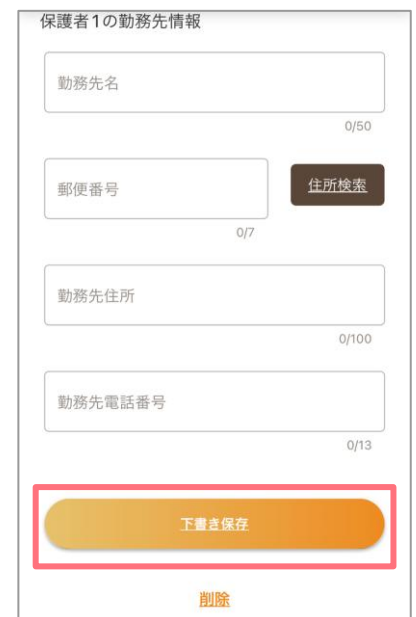 保護者1の勤務先情報
勤務先名
0/50
郵便番号
住所検索
0/7
勤務先住所
0/100
勤務先電話番号
0/13
下書き保存
削除